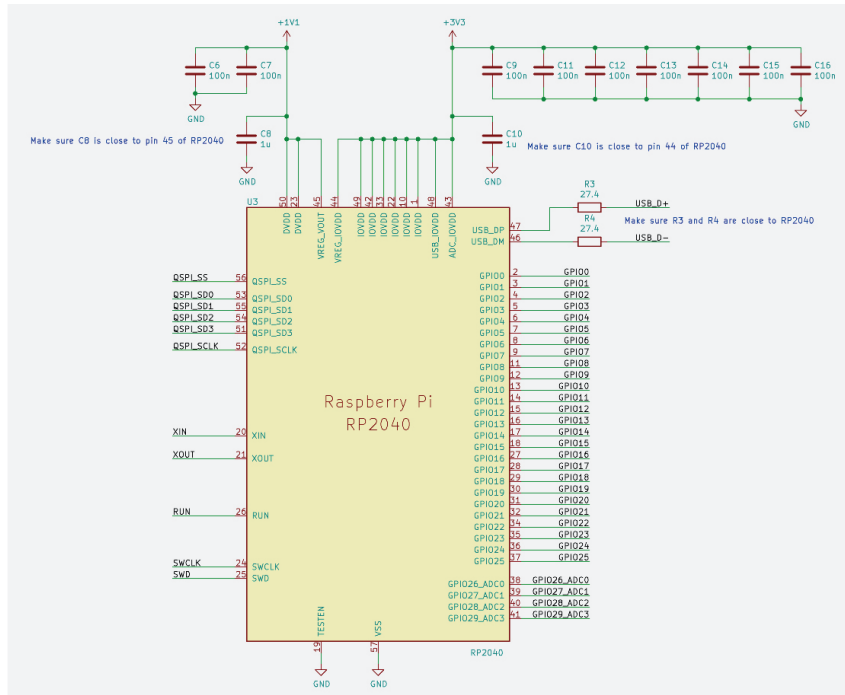 +1V1
+3V3
C6
100n
C7
100n
C9
100n
C11
100n
C12
100n
C13
100n
C14
100n
C15
100n
C16
100n
GND
GND
Make sure C8 is close to pin 45 of RP2040
C8
1u
C10
1u
Make sure C10 is close to pin 44 of RP2040
GND
GND
U3
50
23
45
44
49
42
33
22
10
1
48
43
DVDD
DVDD
VREG_VOUT
VREG_IOVDD
IOVDD
IOVDD
IOVDD
IOVDD
IOVDD
IOVDD
USB_IOVDD
ADC_IOVDD
R3
27.4
USB_D+
Make sure R3 and R4 are close to RP2040
R4
27.4
USB_D-
USB_DP 47
USB_DM 46
QSPI_SS 56 QSPI_SS
QSPI_SD0 53 QSPI_SD0
QSPI_SD1 55 QSPI_SD1
QSPI_SD2 54 QSPI_SD2
QSPI_SD3 51 QSPI_SD3
QSPI_SCLK 52 QSPI_SCLK
GPIO0 2 GPIO0
GPIO1 3 GPIO1
GPIO2 4 GPIO2
GPIO3 5 GPIO3
GPIO4 6 GPIO4
GPIO5 7 GPIO5
GPIO6 8 GPIO6
GPIO7 9 GPIO7
GPIO8 11 GPIO8
GPIO9 12 GPIO9
GPIO10 13 GPIO10
GPIO11 14 GPIO11
GPIO12 15 GPIO12
GPIO13 16 GPIO13
GPIO14 17 GPIO14
GPIO15 18 GPIO15
GPIO16 27 GPIO16
GPIO17 28 GPIO17
GPIO18 29 GPIO18
GPIO19 30 GPIO19
GPIO20 31 GPIO20
GPIO21 32 GPIO21
GPIO22 34 GPIO22
GPIO23 35 GPIO23
GPIO24 36 GPIO24
GPIO25 37 GPIO25
Raspberry Pi
RP2040
XIN 20 XIN
XOUT 21 XOUT
RUN 26 RUN
SWCLK 24 SWCLK
SWD 25 SWD
GPIO26_ADC0 38 GPIO26_ADC0
GPIO27_ADC1 39 GPIO27_ADC1
GPIO28_ADC2 40 GPIO28_ADC2
GPIO29_ADC3 41 GPIO29_ADC3
TESTEN
VSS
19
57
RP2040
GND
GND